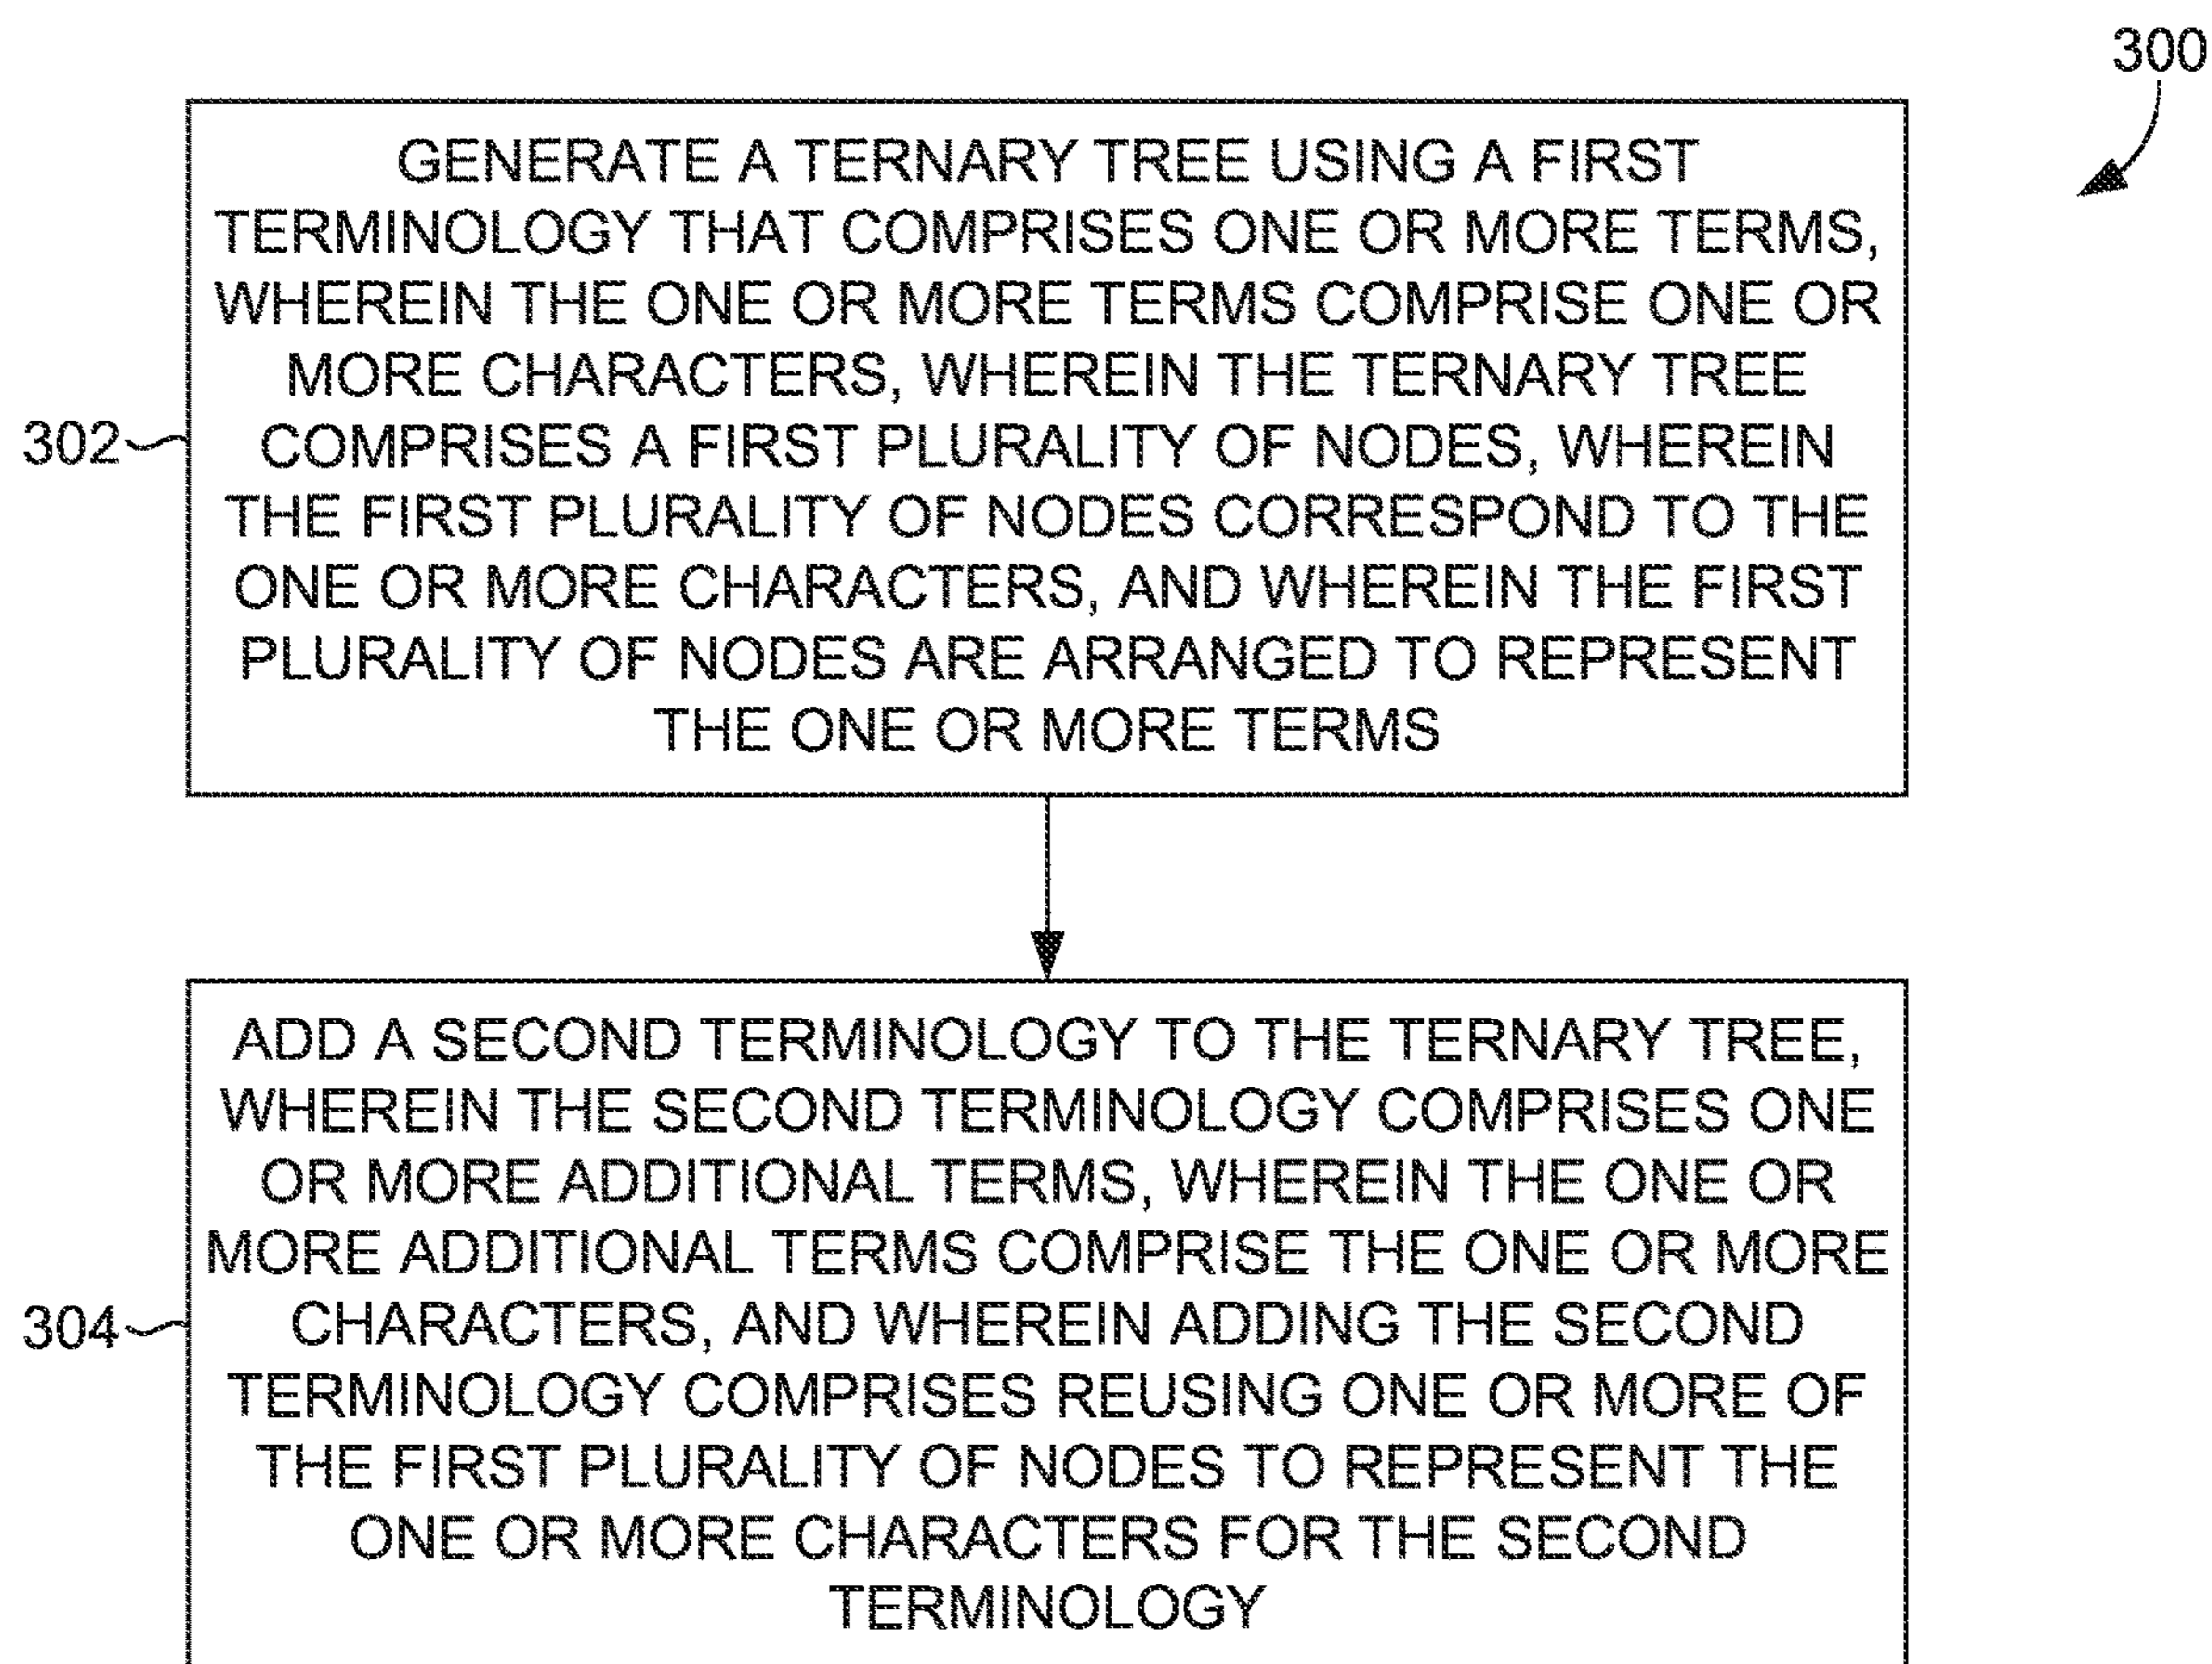 300
GENERATE A TERNARY TREE USING A FIRST
TERMINOLOGY THAT COMPRISES ONE OR MORE TERMS,
WHEREIN THE ONE OR MORE TERMS COMPRISE ONE OR
MORE CHARACTERS, WHEREIN THE TERNARY TREE
302
COMPRISES A FIRST PLURALITY OF NODES, WHEREIN
THE FIRST PLURALITY OF NODES CORRESPOND TO THE
ONE OR MORE CHARACTERS, AND WHEREIN THE FIRST
PLURALITY OF NODES ARE ARRANGED TO REPRESENT
THE ONE OR MORE TERMS
ADD A SECOND TERMINOLOGY TO THE TERNARY TREE,
WHEREIN THE SECOND TERMINOLOGY COMPRISES ONE
OR MORE ADDITIONAL TERMS, WHEREIN THE ONE OR
MORE ADDITIONAL TERMS COMPRISE THE ONE OR MORE
304
CHARACTERS, AND WHEREIN ADDING THE SECOND
TERMINOLOGY COMPRISES REUSING ONE OR MORE OF
THE FIRST PLURALITY OF NODES TO REPRESENT THE
ONE OR MORE CHARACTERS FOR THE SECOND
TERMINOLOGY